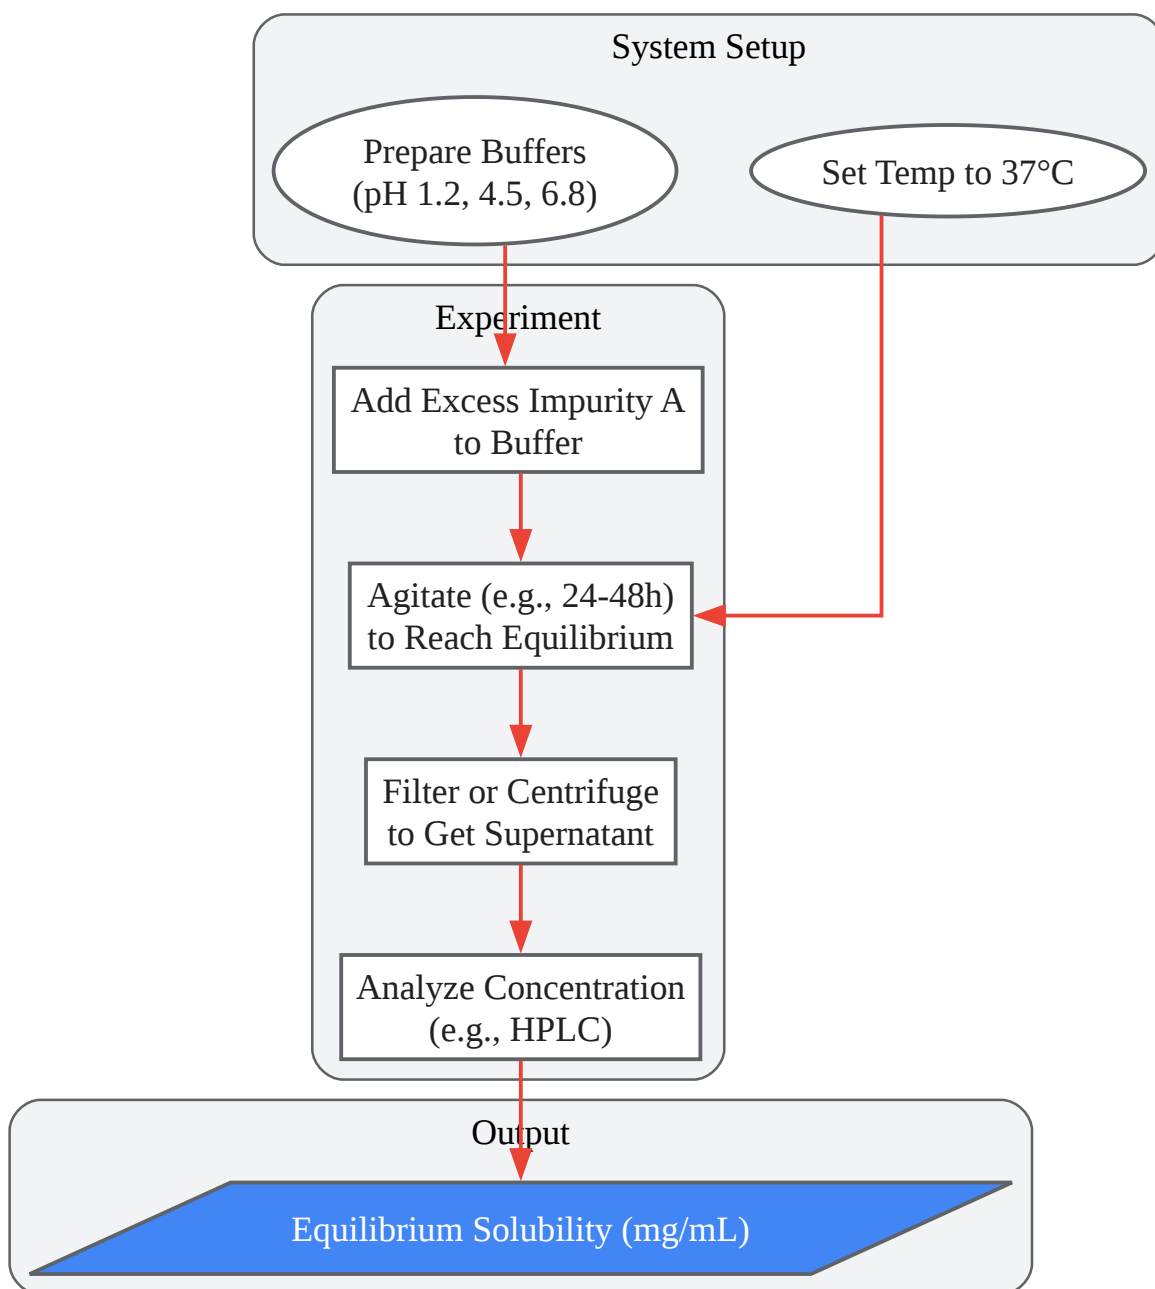 System Setup
Prepare Buffers
(pH 1.2, 4.5, 6.8)
Set Temp to 37°C
Experiment
Add Excess Impurity A
to Buffer
Agitate (e.g., 24-48h)
to Reach Equilibrium
Filter or Centrifuge
to Get Supernatant
Analyze Concentration
(e.g., HPLC)
Output
Equilibrium Solubility (mg/mL)